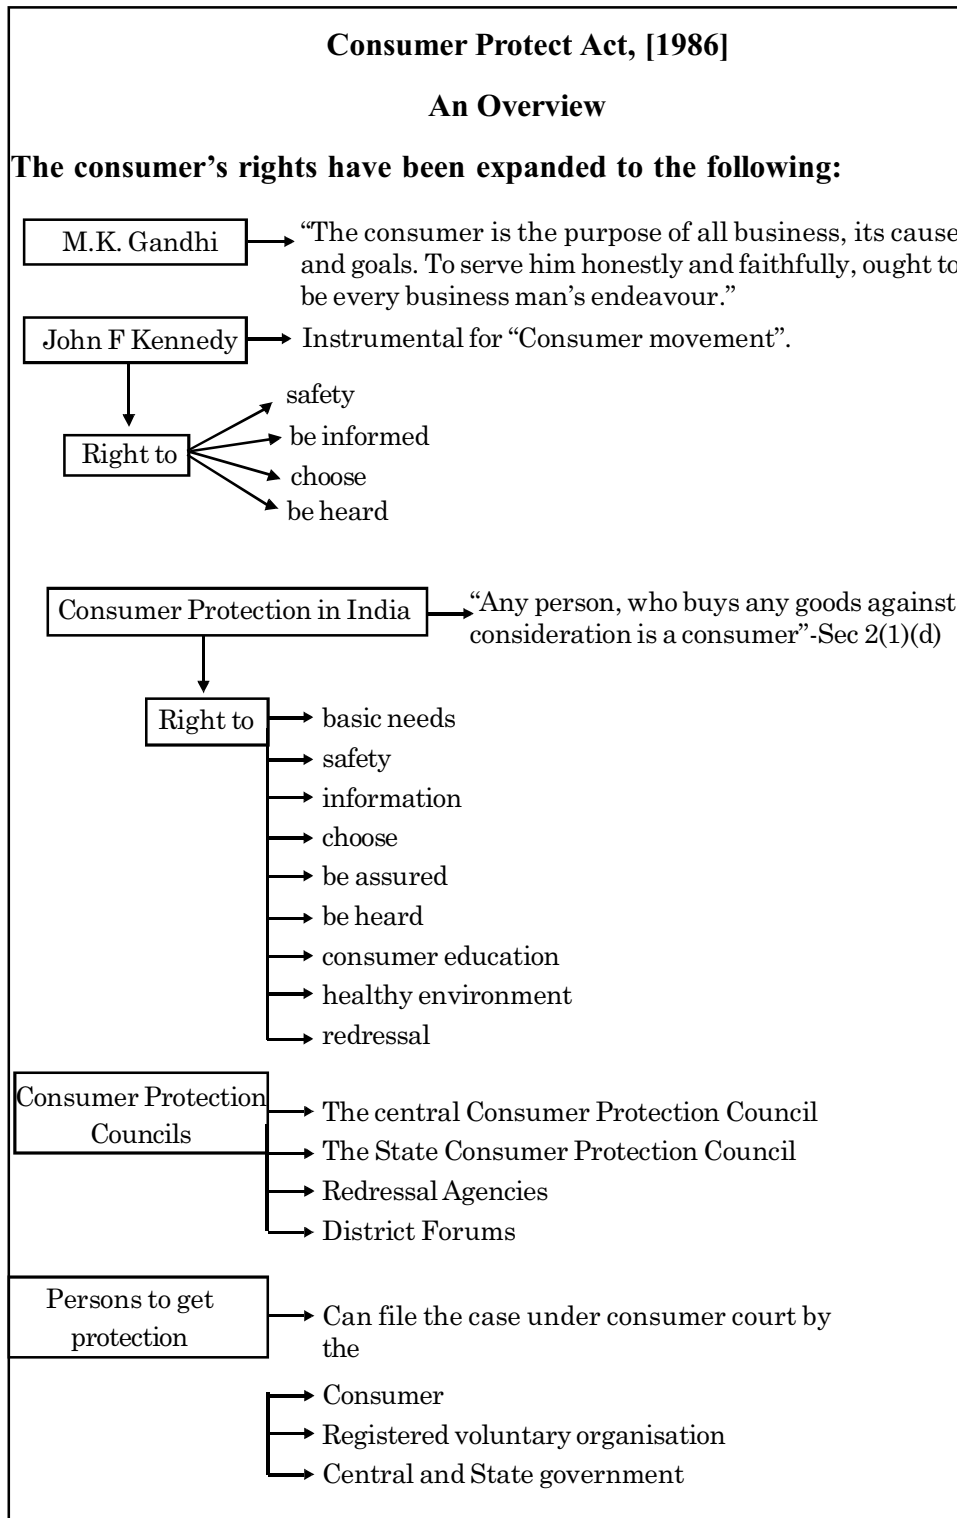 Consumer Protect Act, [1986]
An Overview
The consumer's rights have been expanded to the following:
M.K. Gandhi
“The consumer is the purpose of all business, its cause
and goals. To serve him honestly and faithfully, ought to
be every business man's endeavour.”
John F Kennedy
Instrumental for “Consumer movement”.
Right to
safety
be informed
choose
be heard
Consumer Protection in India
“Any person, who buys any goods against
consideration is a consumer”-Sec 2(1)(d)
Right to
basic needs
safety
information
choose
be assured
be heard
consumer education
healthy environment
redressal
Consumer Protection
Councils
The central Consumer Protection Council
The State Consumer Protection Council
Redressal Agencies
District Forums
Persons to get
protection
Can file the case under consumer court by
the
Consumer
Registered voluntary organisation
Central and State government